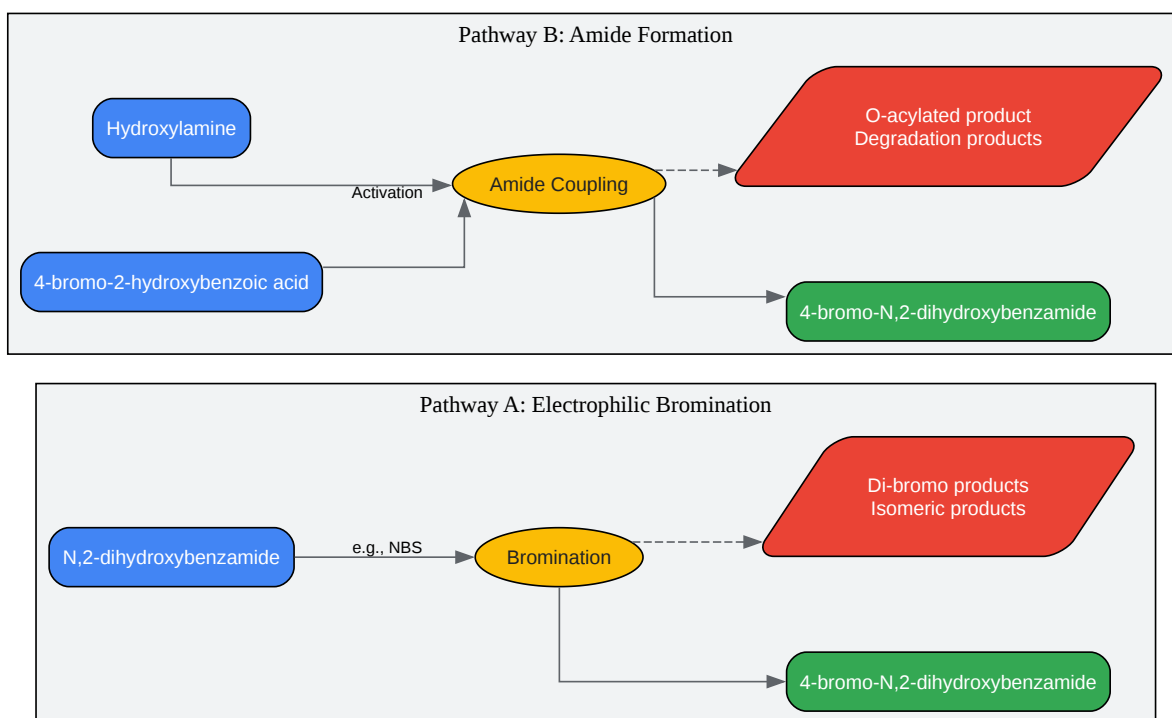 Pathway B: Amide Formation
Hydroxylamine
O-acylated product
Degradation products
Activation
Amide Coupling
4-bromo-2-hydroxybenzoic acid
4-bromo-N,2-dihydroxybenzamide
Pathway A: Electrophilic Bromination
Di-bromo products
Isomeric products
N,2-dihydroxybenzamide
e.g., NBS
Bromination
4-bromo-N,2-dihydroxybenzamide